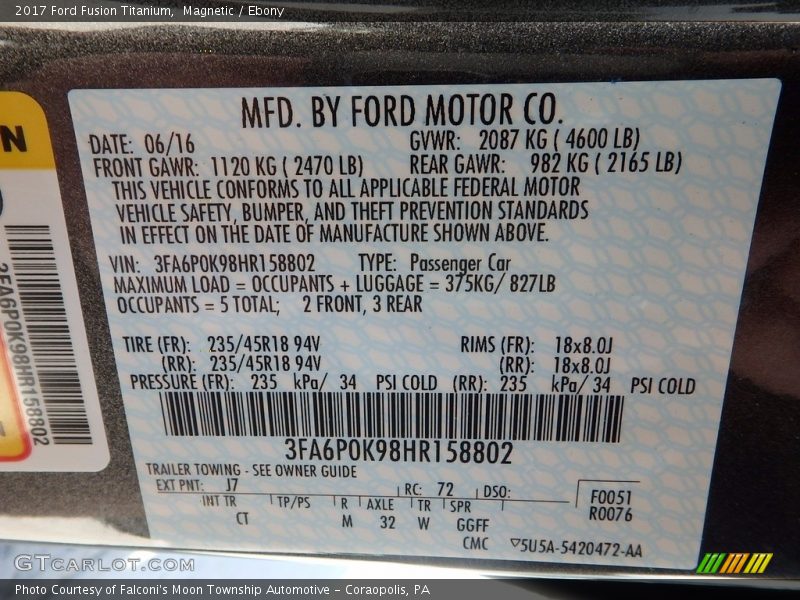 2017 Ford Fusion Titanium, Magnetic / Ebony
MFD. BY FORD MOTOR CO.
DATE: 06/16 GVWR: 2087 KG ( 4600 LB)
FRONT GAWR: 1120 KG ( 2470 LB) REAR GAWR: 982 KG ( 2165 LB)
THIS VEHICLE CONFORMS TO ALL APPLICABLE FEDERAL MOTOR
VEHICLE SAFETY, BUMPER, AND THEFT PREVENTION STANDARDS
IN EFFECT ON THE DATE OF MANUFACTURE SHOWN ABOVE.
VIN: 3FA6P0K98HR158802 TYPE: Passenger Car
MAXIMUM LOAD = OCCUPANTS + LUGGAGE = 375KG/ 827LB
OCCUPANTS = 5 TOTAL; 2 FRONT, 3 REAR
TIRE (FR): 235/45R18 94V RIMS (FR): 18x8.0J
(RR): 235/45R18 94V (RR): 18x8.0J
PRESSURE (FR): 235 kPa/ 34 PSI COLD (RR): 235 kPa/ 34 PSI COLD
3FA6P0K98HR158802
TRAILER TOWING - SEE OWNER GUIDE
EXT PNT: J7 RC: 72 DSO: F0051
INT TR TP/PS R AXLE TR SPR R0076
CT M 32 W GGFF
CMC ▽5U5A-5420472-AA
N
3FA6P0K98HR158802
GTCarLot.com
Photo Courtesy of Falconi's Moon Township Automotive – Coraopolis, PA